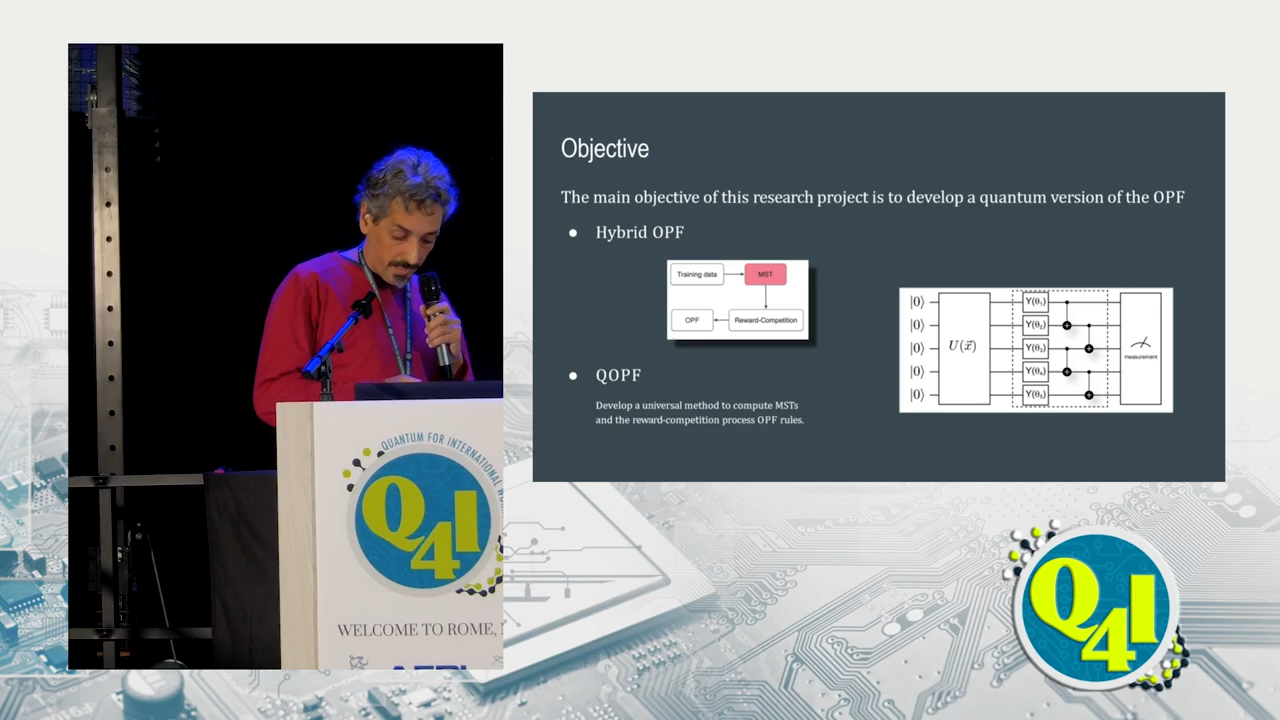 Objective
The main objective of this research project is to develop a quantum version of the OPF
● Hybrid OPF
Training data
MST
OPF
Reward-Competition
● QOPF
Develop a universal method to compute MSTs
and the reward-competition process OPF rules.
|0⟩
|0⟩
|0⟩
|0⟩
|0⟩
U(x⃗)
Y(θ₁)
Y(θ₂)
Y(θ₃)
Y(θ₄)
Y(θ₅)
measurement
QUANTUM FOR INTERNATIONAL
Q4I
WELCOME TO ROME,
Q4I